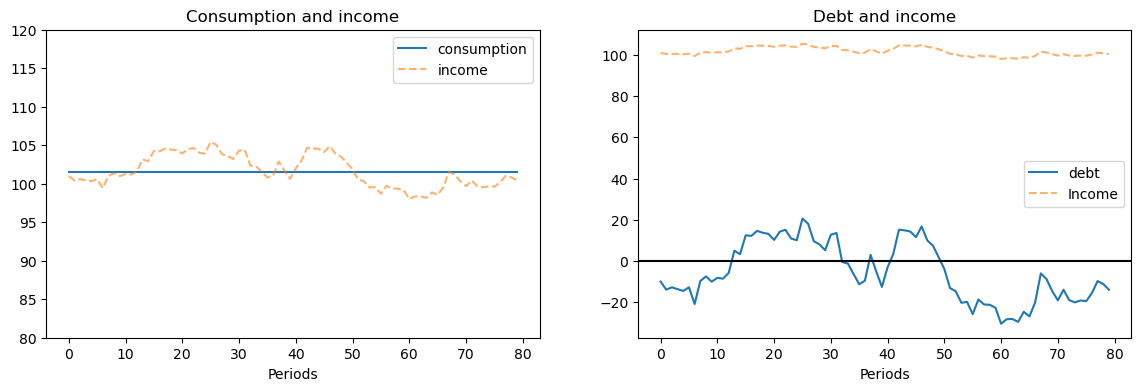 Consumption and income
120
115
110
105
100
95
90
85
80
0 10 20 30 40 50 60 70 80
Periods
consumption
income
Debt and income
100
80
60
40
20
0
−20
0 10 20 30 40 50 60 70 80
Periods
debt
Income